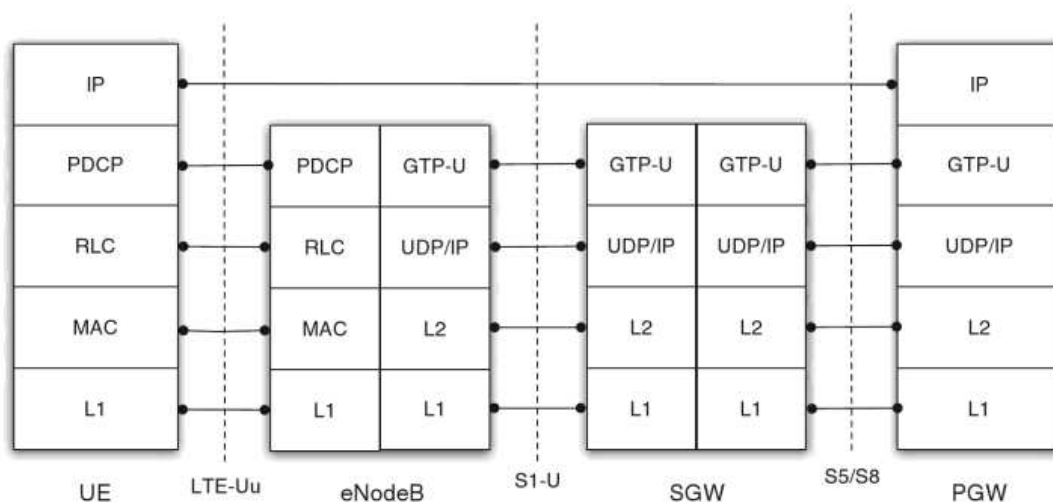 IP IP
PDCP PDCP GTP-U GTP-U GTP-U GTP-U
RLC RLC UDP/IP UDP/IP UDP/IP UDP/IP
MAC MAC L2 L2 L2 L2
L1 L1 L1 L1 L1 L1
UE LTE-Uu eNodeB S1-U SGW S5/S8 PGW